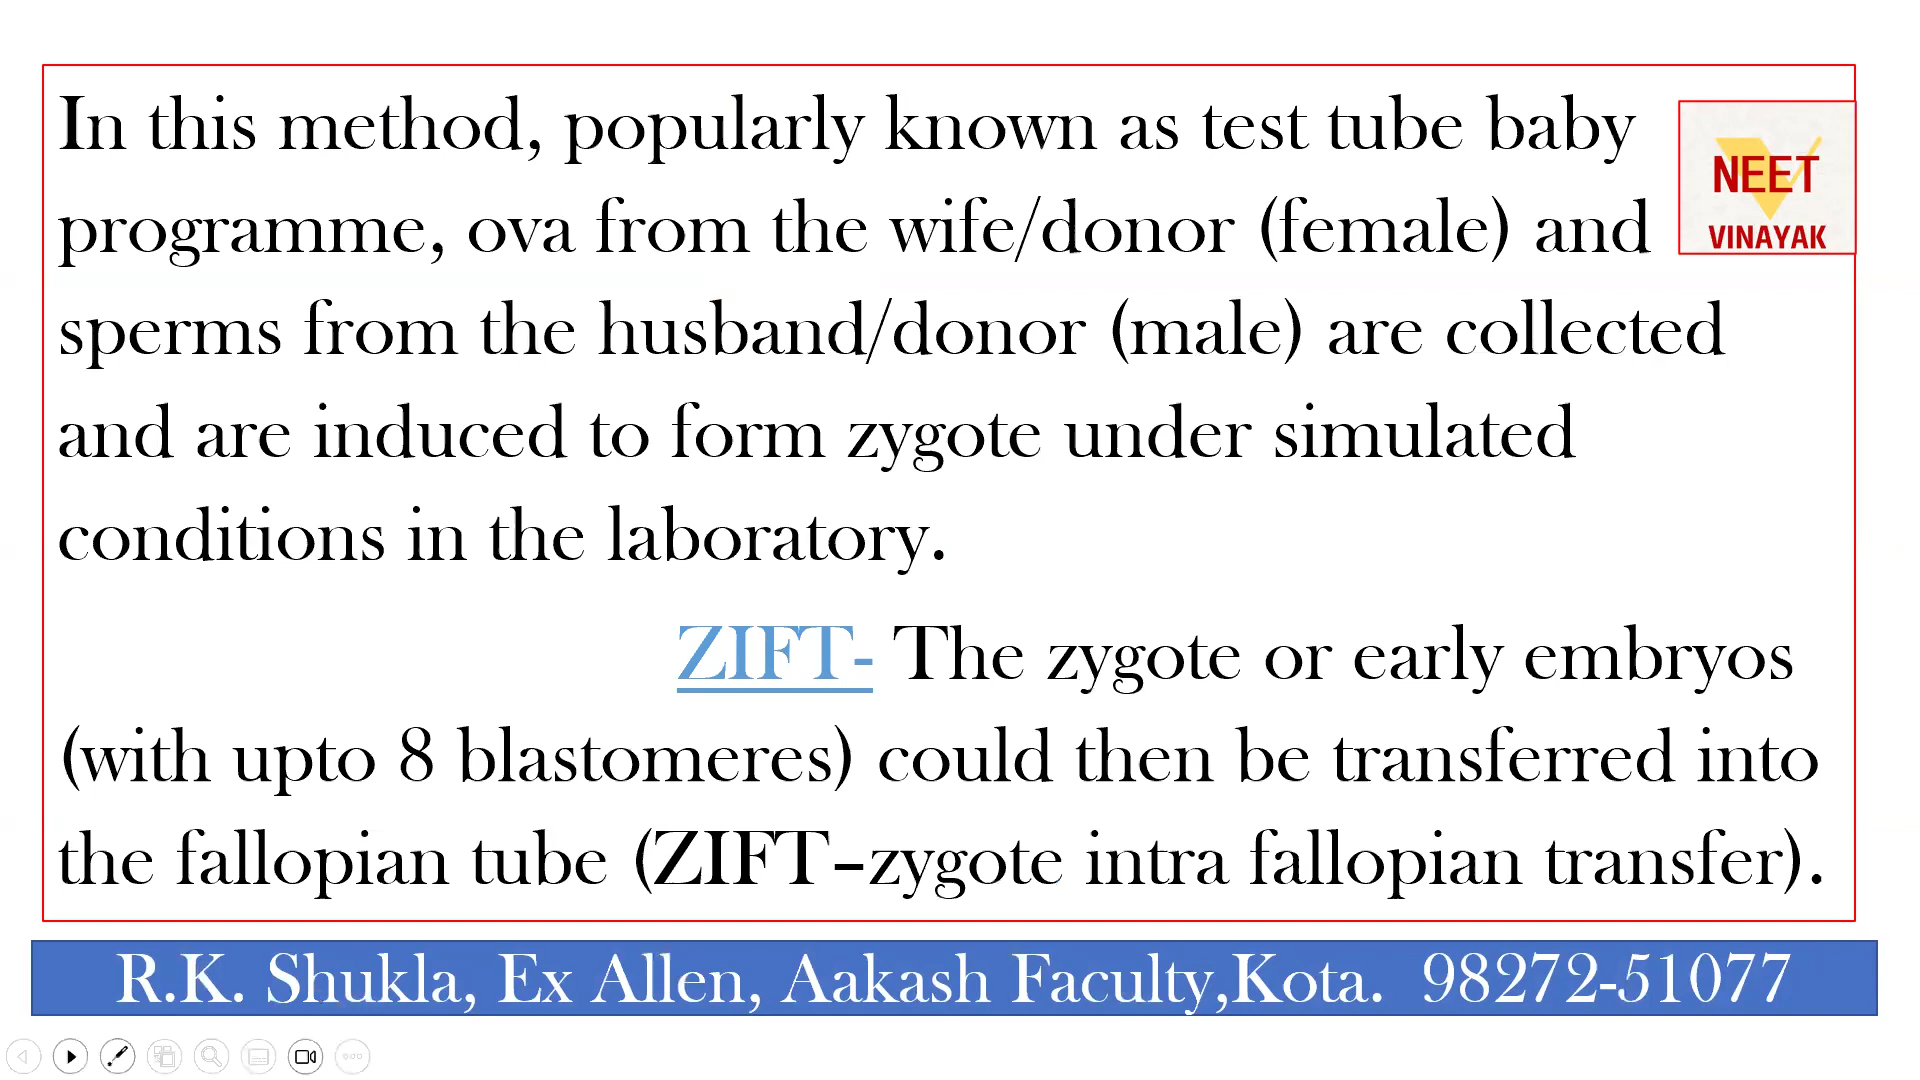 In this method, popularly known as test tube baby
programme, ova from the wife/donor (female) and
sperms from the husband/donor (male) are collected
and are induced to form zygote under simulated
conditions in the laboratory.
ZIFT- The zygote or early embryos
(with upto 8 blastomeres) could then be transferred into
the fallopian tube (ZIFT–zygote intra fallopian transfer).
NEET
VINAYAK
R.K. Shukla, Ex Allen, Aakash Faculty,Kota. 98272-51077